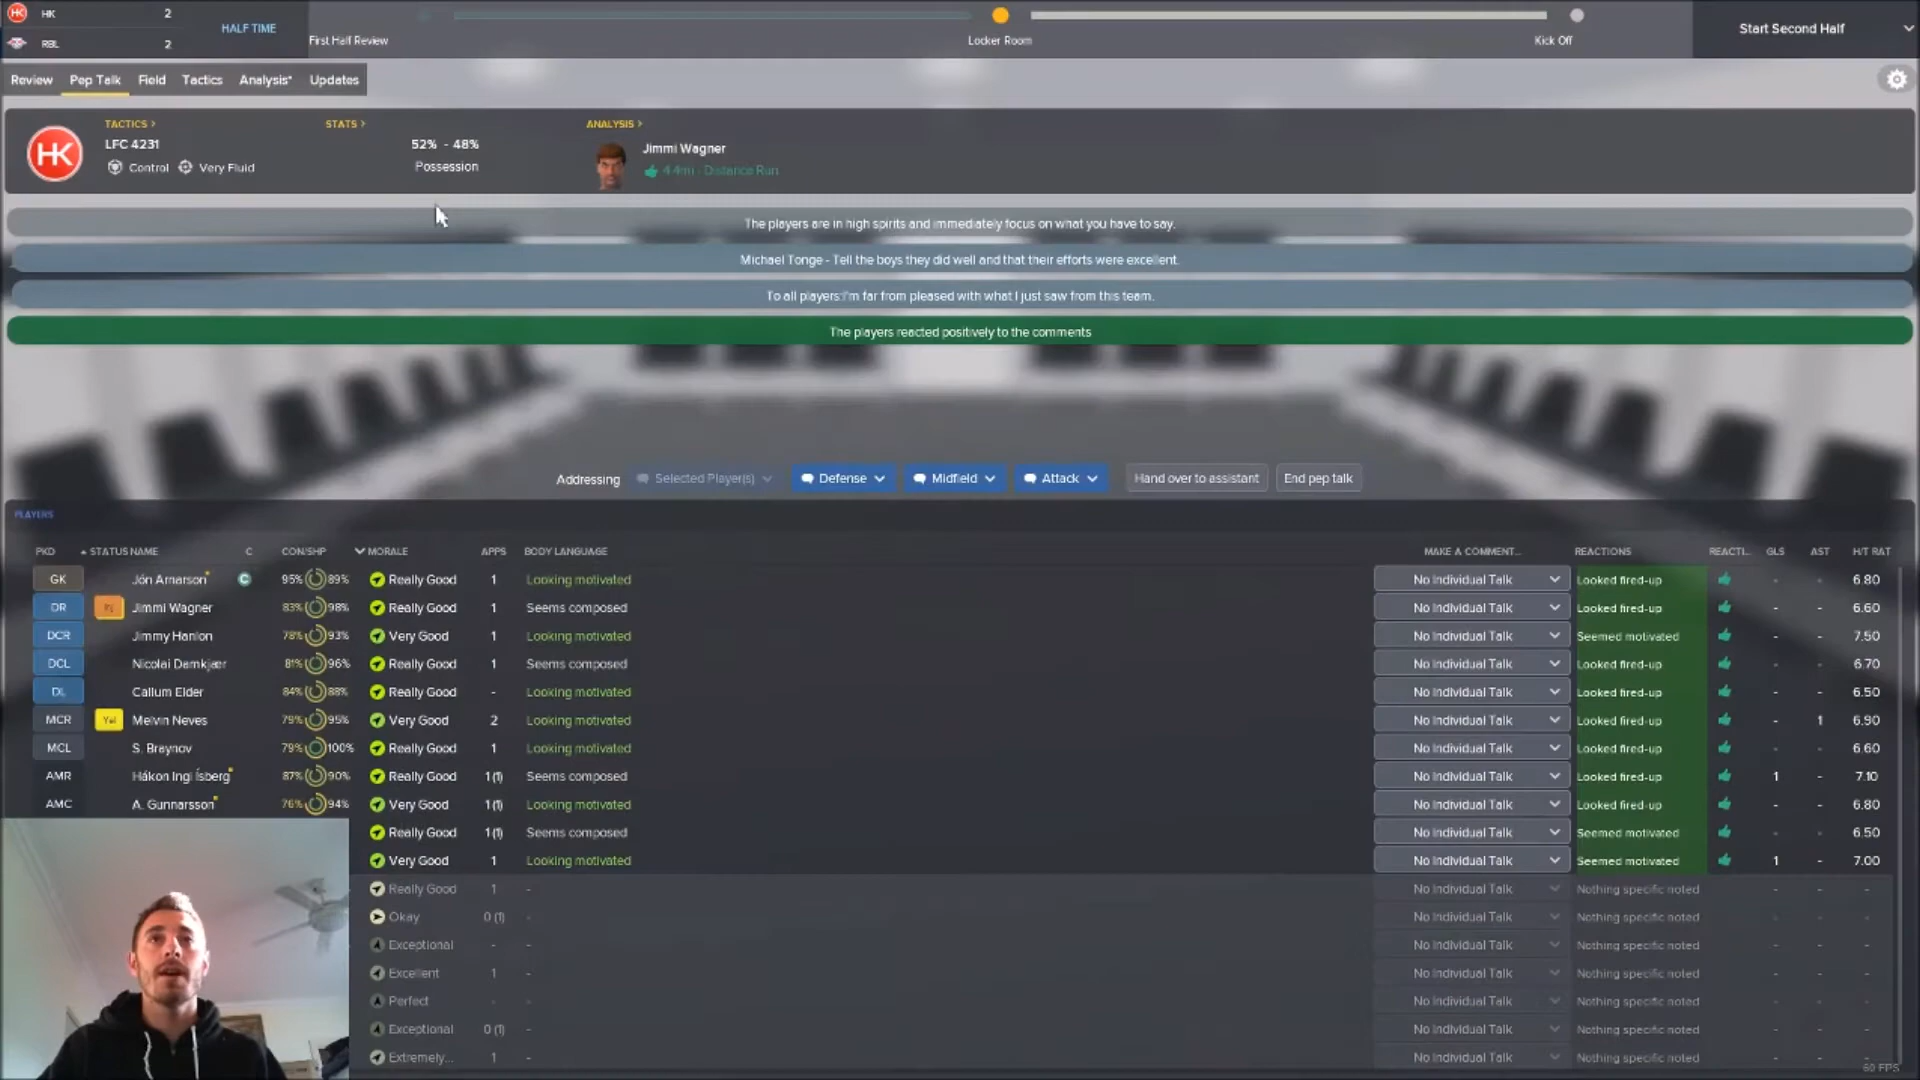 HK 2
RBL 2
HALF TIME
First Half Review
Locker Room
Kick Off
Start Second Half
Review Pep Talk Field Tactics Analysis* Updates
HK
TACTICS >
LFC 4231
Control Very Fluid
STATS >
52% - 48%
Possession
ANALYSIS >
Jimmi Wagner
4.4mi - Distance Run
The players are in high spirits and immediately focus on what you have to say.
Michael Tonge - Tell the boys they did well and that their efforts were excellent.
To all players:I'm far from pleased with what I just saw from this team.
The players reacted positively to the comments
Addressing Selected Player(s) Defense Midfield Attack Hand over to assistant End pep talk
PLAYERS
PKD STATUS NAME C CON/SHP MORALE APPS BODY LANGUAGE MAKE A COMMENT... REACTIONS REACTI... GLS AST H/T RAT
GK Jón Arnarson* C 95% 89% Really Good 1 Looking motivated No Individual Talk Looked fired-up - - 6.80
DR Inj Jimmi Wagner 83% 98% Really Good 1 Seems composed No Individual Talk Looked fired-up - - 6.60
DCR Jimmy Hanlon 78% 93% Very Good 1 Looking motivated No Individual Talk Seemed motivated - - 7.50
DCL Nicolai Damkjær 81% 96% Really Good 1 Seems composed No Individual Talk Looked fired-up - - 6.70
DL Callum Elder 84% 88% Really Good - Looking motivated No Individual Talk Looked fired-up - - 6.50
MCR Yel Melvin Neves 79% 95% Very Good 2 Looking motivated No Individual Talk Looked fired-up - 1 6.90
MCL S. Braynov 79% 100% Really Good 1 Looking motivated No Individual Talk Looked fired-up - - 6.60
AMR Hákon Ingi Ísberg* 87% 90% Really Good 1 (1) Seems composed No Individual Talk Looked fired-up 1 - 7.10
AMC A. Gunnarsson* 76% 94% Very Good 1 (1) Looking motivated No Individual Talk Looked fired-up - - 6.80
Really Good 1 (1) Seems composed No Individual Talk Seemed motivated - - 6.50
Very Good 1 Looking motivated No Individual Talk Seemed motivated 1 - 7.00
Really Good 1 - No Individual Talk Nothing specific noted - - -
Okay 0 (1) - No Individual Talk Nothing specific noted - - -
Exceptional - - No Individual Talk Nothing specific noted - - -
Excellent 1 - No Individual Talk Nothing specific noted - - -
Perfect - - No Individual Talk Nothing specific noted - - -
Exceptional 0 (1) - No Individual Talk Nothing specific noted - - -
Extremely... 1 - No Individual Talk Nothing specific noted - - -
60 FPS